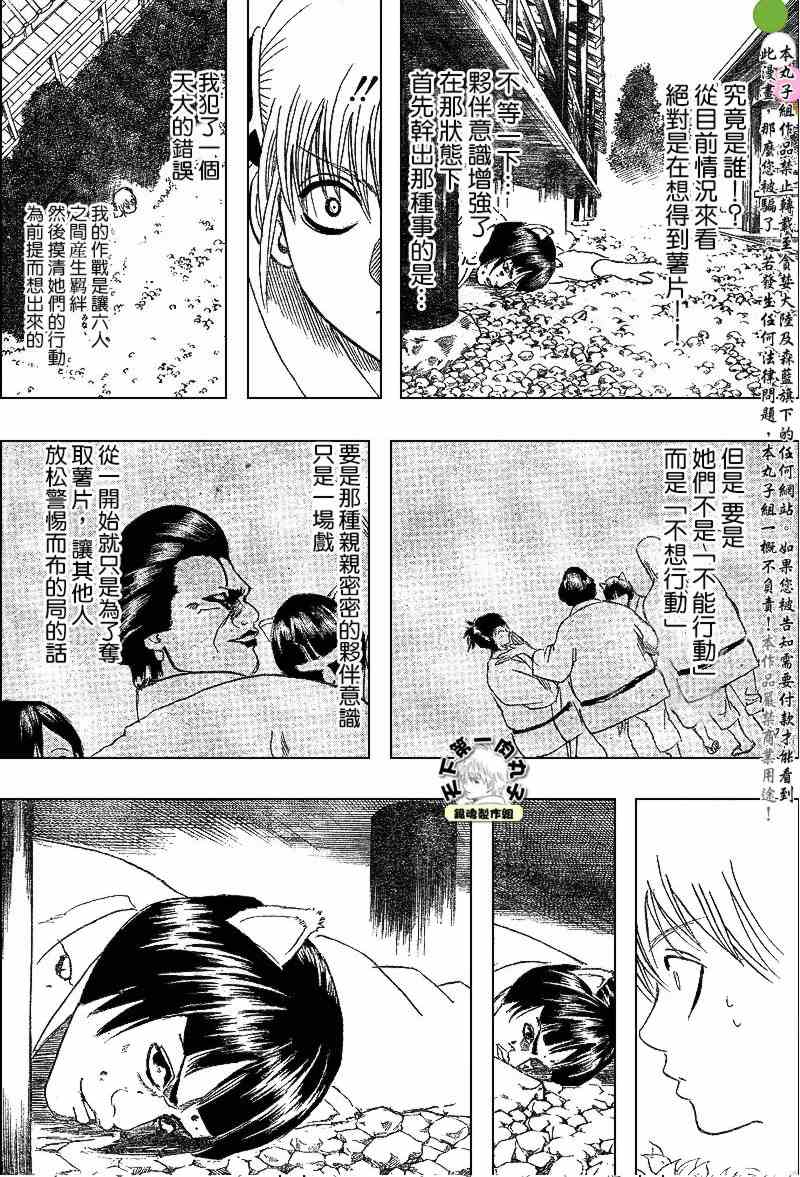 究竟是誰！？
從目前情況來看
絕對是在想得到薯片！
不等一下…
夥伴意識增強了
在那狀態下
首先幹出那種事的是…
!!
我犯了一個
天大的錯誤
我的作戰是讓六人
之間産生羈絆
然後摸清她們的行動
為前提而想出來的
但是要是
她們不是「不能行動」
而是「不想行動」
要是那種親親密密的夥伴意識
只是一場戲
從一開始就只是為了奪
取薯片，讓其他人
放松警惕而布的局的話
天下第一肉丸子
銀魂製作組
本丸子組作品禁止轉載至貪婪大陸及森藍旗下的任何網站。如果您被告知需要付款才能看到
此漫畫，那麼您被騙了，若發生任何法律問題，本丸子組一概不負責！本作品嚴禁商業用途！